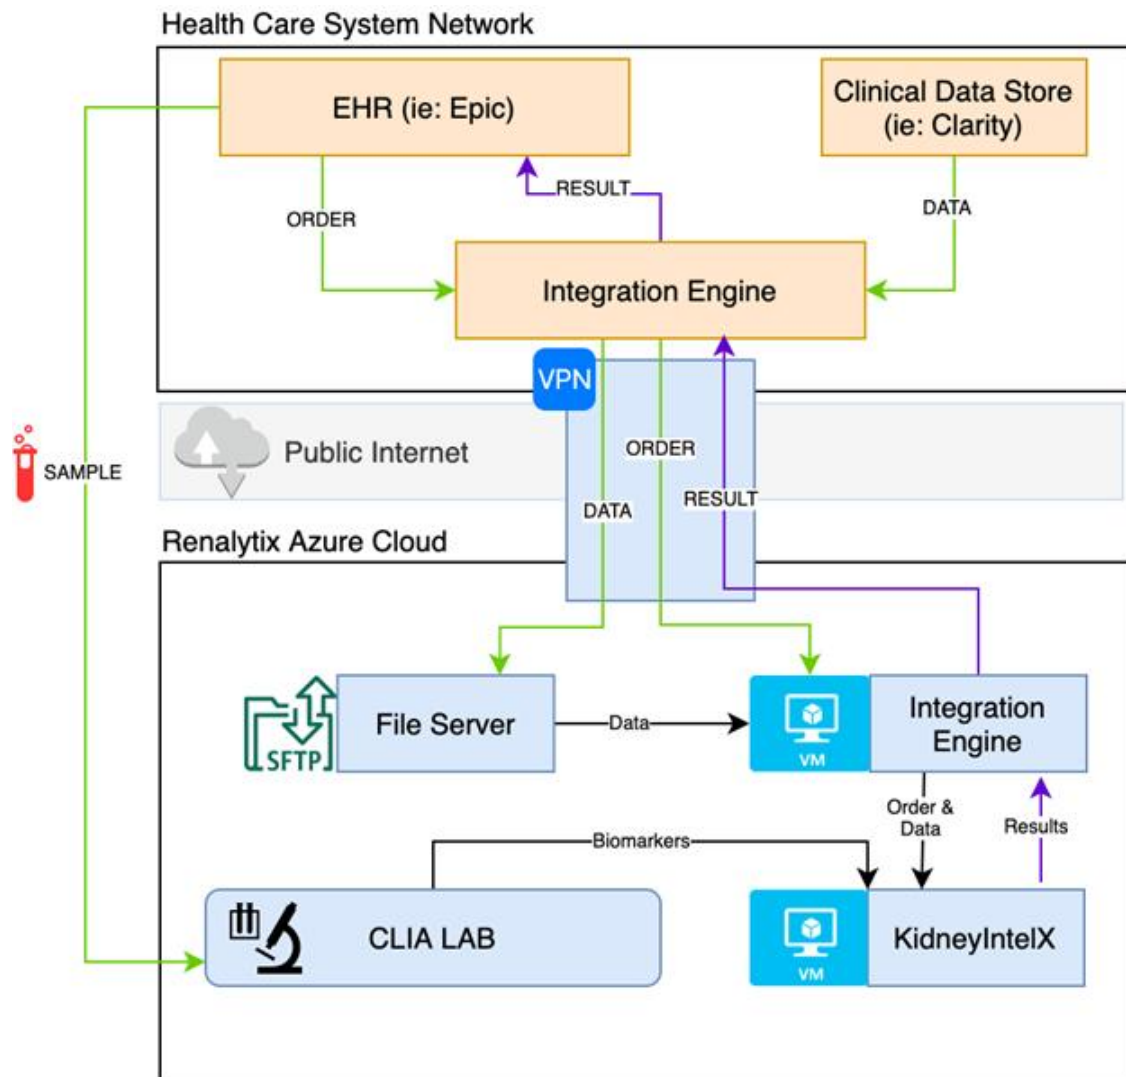 Health Care System Network
EHR (ie: Epic)
Clinical Data Store
(ie: Clarity)
RESULT
ORDER
DATA
Integration Engine
VPN
Public Internet
ORDER
SAMPLE
DATA
RESULT
Renalytix Azure Cloud
SFTP
File Server
Data
VM
Integration
Engine
Order &
Data
Results
Biomarkers
CLIA LAB
VM
KidneyIntelX